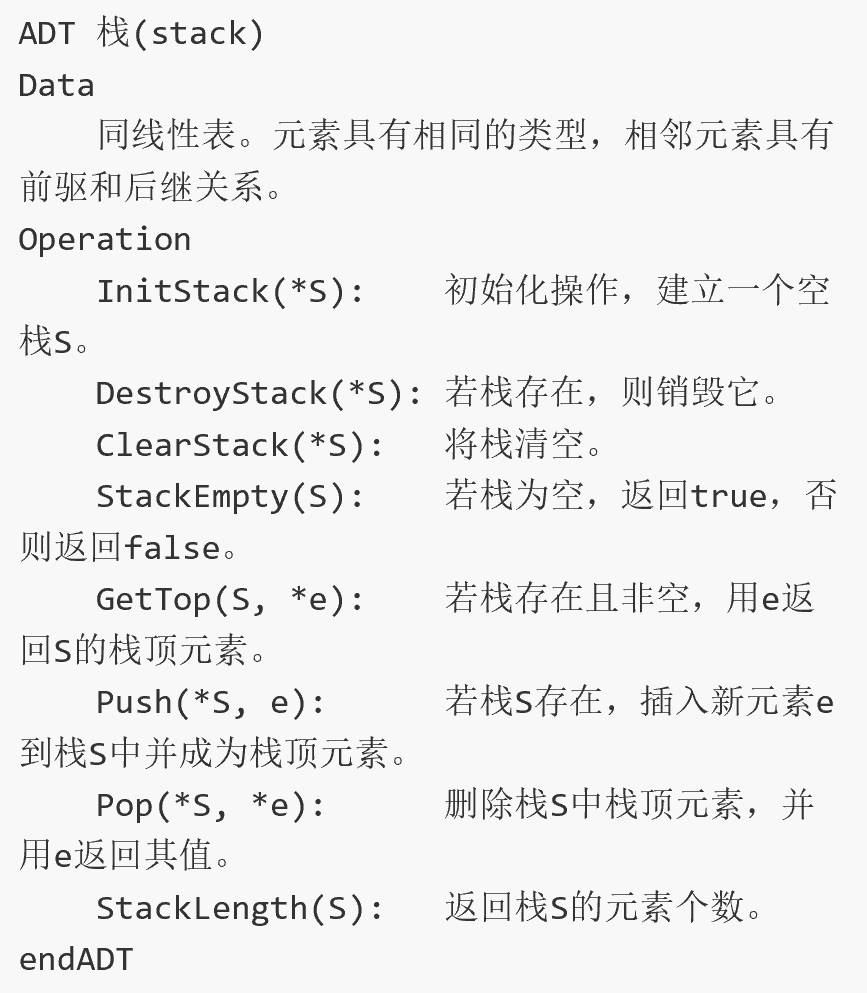 ADT 栈(stack)
Data
    同线性表。元素具有相同的类型，相邻元素具有
前驱和后继关系。
Operation
    InitStack(*S):    初始化操作，建立一个空
栈S。
    DestroyStack(*S): 若栈存在，则销毁它。
    ClearStack(*S):   将栈清空。
    StackEmpty(S):    若栈为空，返回true，否
则返回false。
    GetTop(S, *e):    若栈存在且非空，用e返
回S的栈顶元素。
    Push(*S, e):      若栈S存在，插入新元素e
到栈S中并成为栈顶元素。
    Pop(*S, *e):      删除栈S中栈顶元素，并
用e返回其值。
    StackLength(S):   返回栈S的元素个数。
endADT